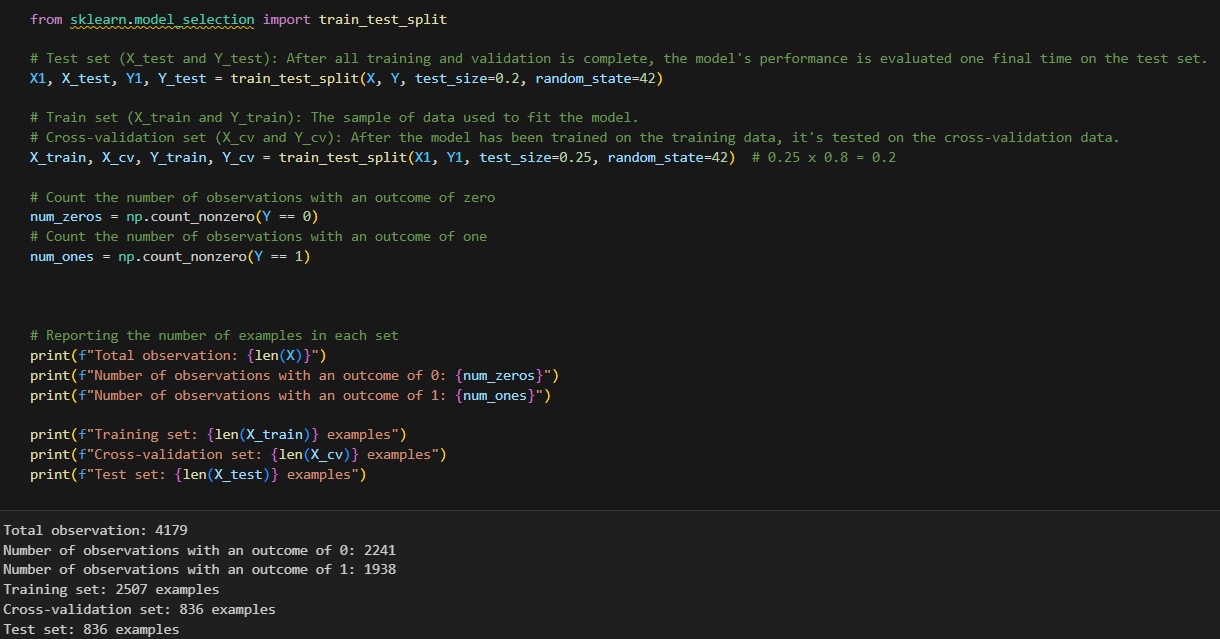 from sklearn.model_selection import train_test_split
# Test set (X_test and Y_test): After all training and validation is complete, the model's performance is evaluated one final time on the test set.
X1, X_test, Y1, Y_test = train_test_split(X, Y, test_size=0.2, random_state=42)
# Train set (X_train and Y_train): The sample of data used to fit the model.
# Cross-validation set (X_cv and Y_cv): After the model has been trained on the training data, it's tested on the cross-validation data.
X_train, X_cv, Y_train, Y_cv = train_test_split(X1, Y1, test_size=0.25, random_state=42)  # 0.25 x 0.8 = 0.2
# Count the number of observations with an outcome of zero
num_zeros = np.count_nonzero(Y == 0)
# Count the number of observations with an outcome of one
num_ones = np.count_nonzero(Y == 1)
# Reporting the number of examples in each set
print(f"Total observation: {len(X)}")
print(f"Number of observations with an outcome of 0: {num_zeros}")
print(f"Number of observations with an outcome of 1: {num_ones}")
print(f"Training set: {len(X_train)} examples")
print(f"Cross-validation set: {len(X_cv)} examples")
print(f"Test set: {len(X_test)} examples")
Total observation: 4179
Number of observations with an outcome of 0: 2241
Number of observations with an outcome of 1: 1938
Training set: 2507 examples
Cross-validation set: 836 examples
Test set: 836 examples